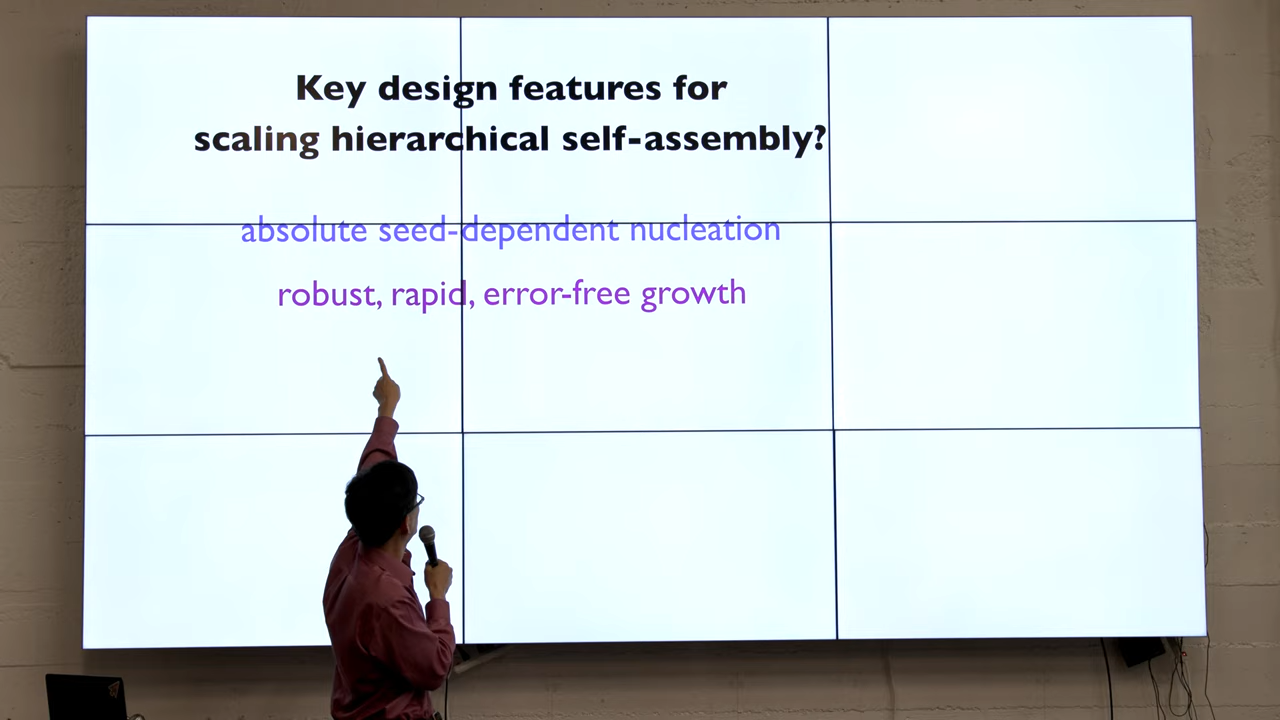 Key design features for
scaling hierarchical self-assembly?
absolute seed-dependent nucleation
robust, rapid, error-free growth